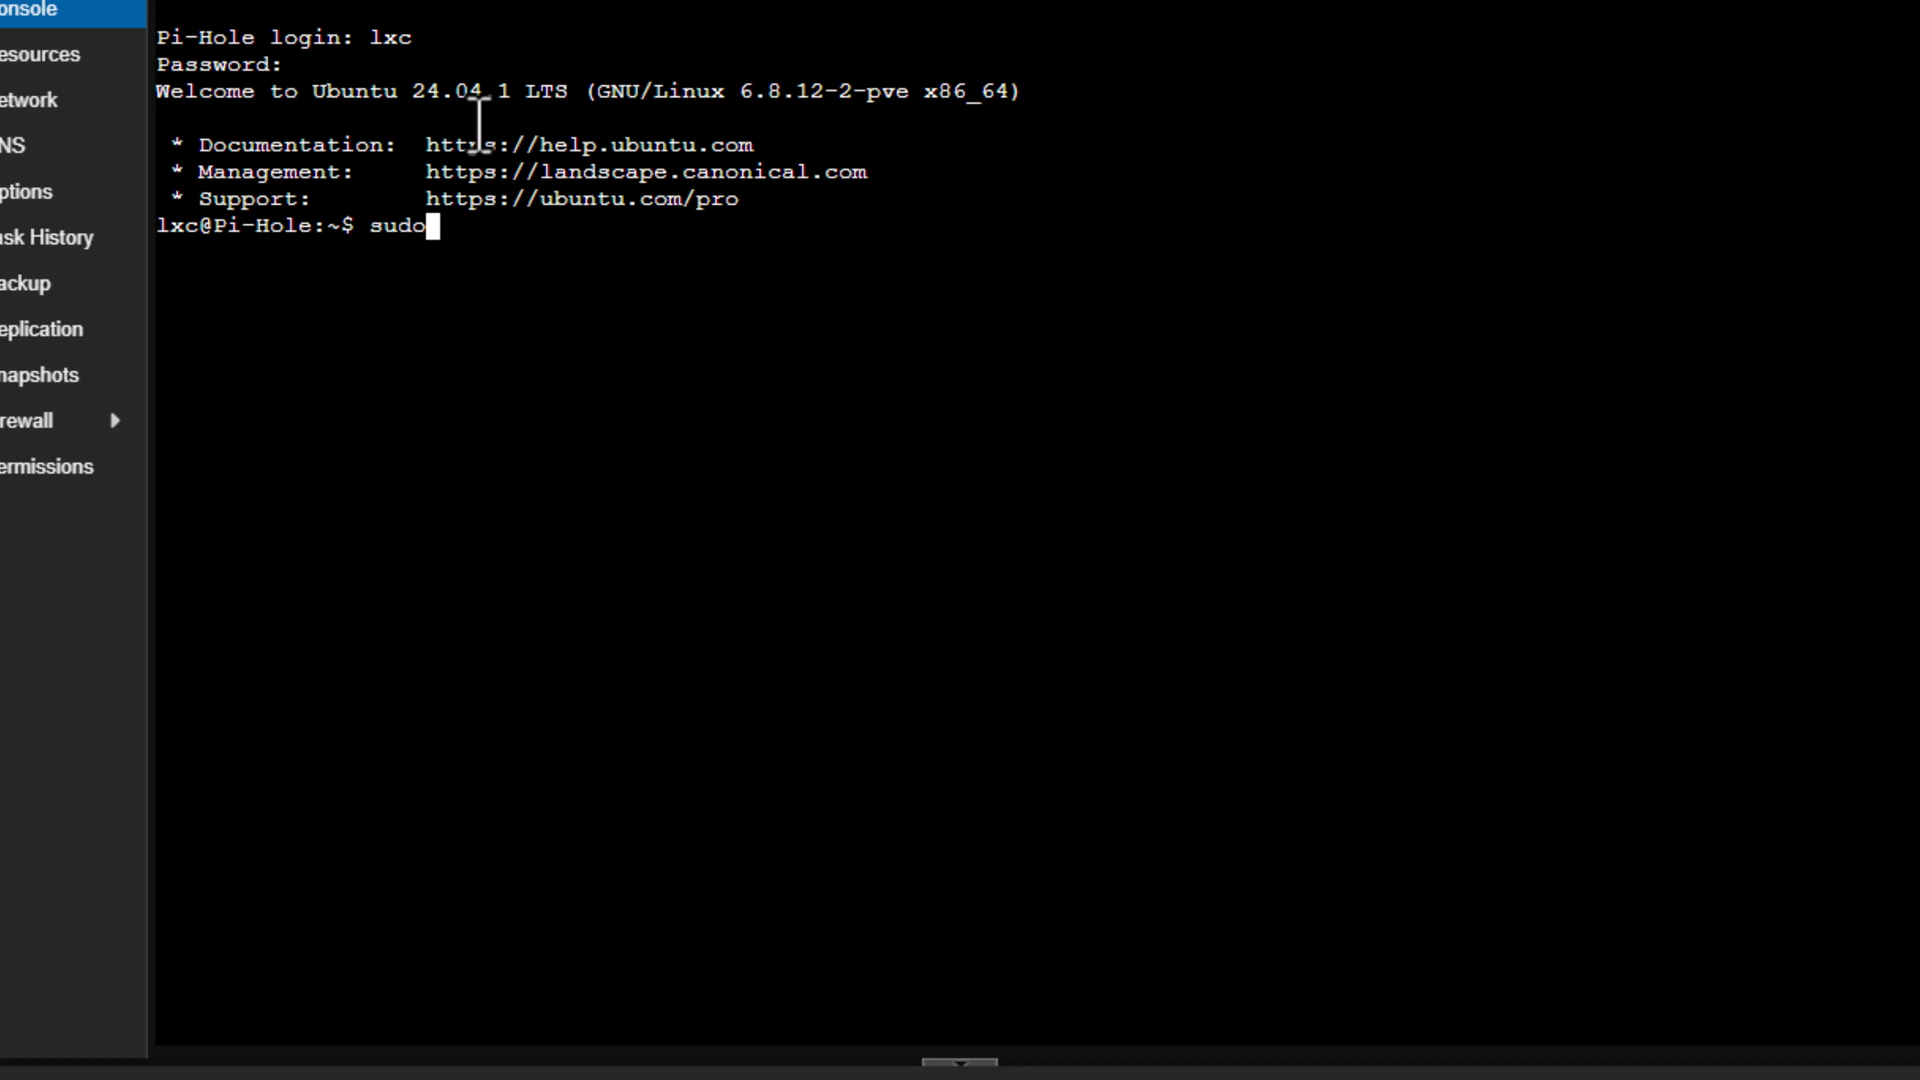 onsole
esources
etwork
NS
ptions
ask History
ackup
eplication
napshots
rewall
ermissions
Pi-Hole login: lxc
Password:
Welcome to Ubuntu 24.04.1 LTS (GNU/Linux 6.8.12-2-pve x86_64)
* Documentation: https://help.ubuntu.com
* Management: https://landscape.canonical.com
* Support: https://ubuntu.com/pro
lxc@Pi-Hole:~$ sudo